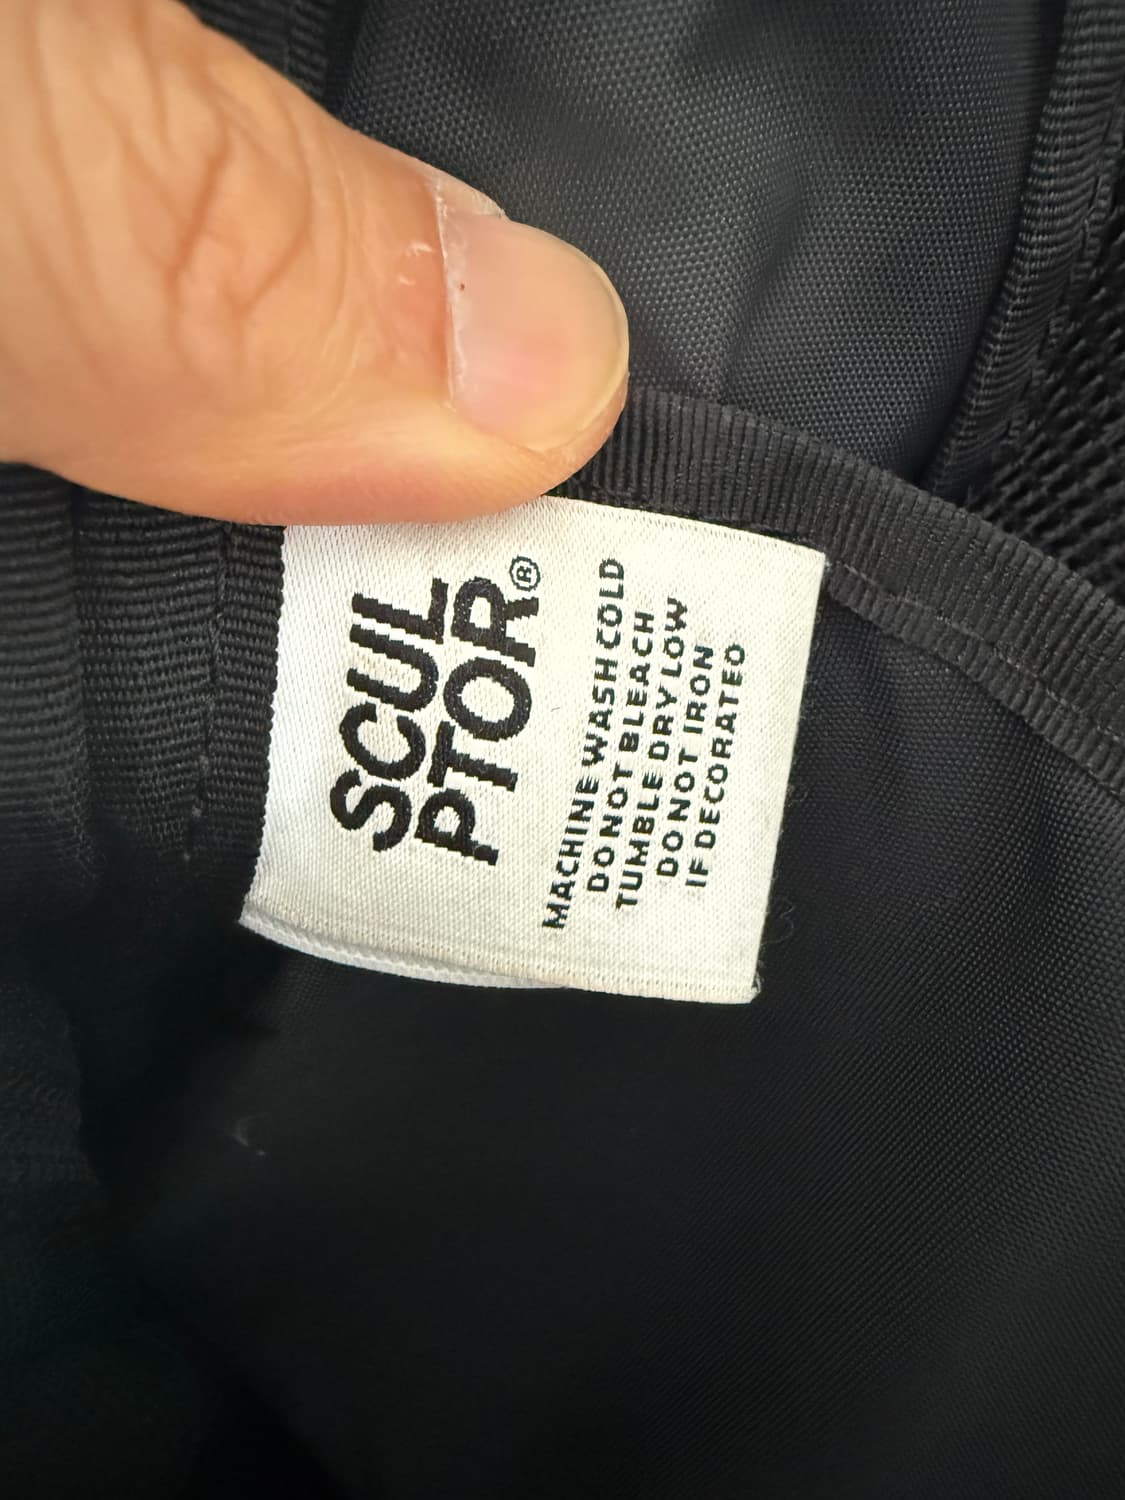 SCUL
PTOR®
MACHINE WASH COLD
DO NOT BLEACH
TUMBLE DRY LOW
DO NOT IRON
IF DECORATED